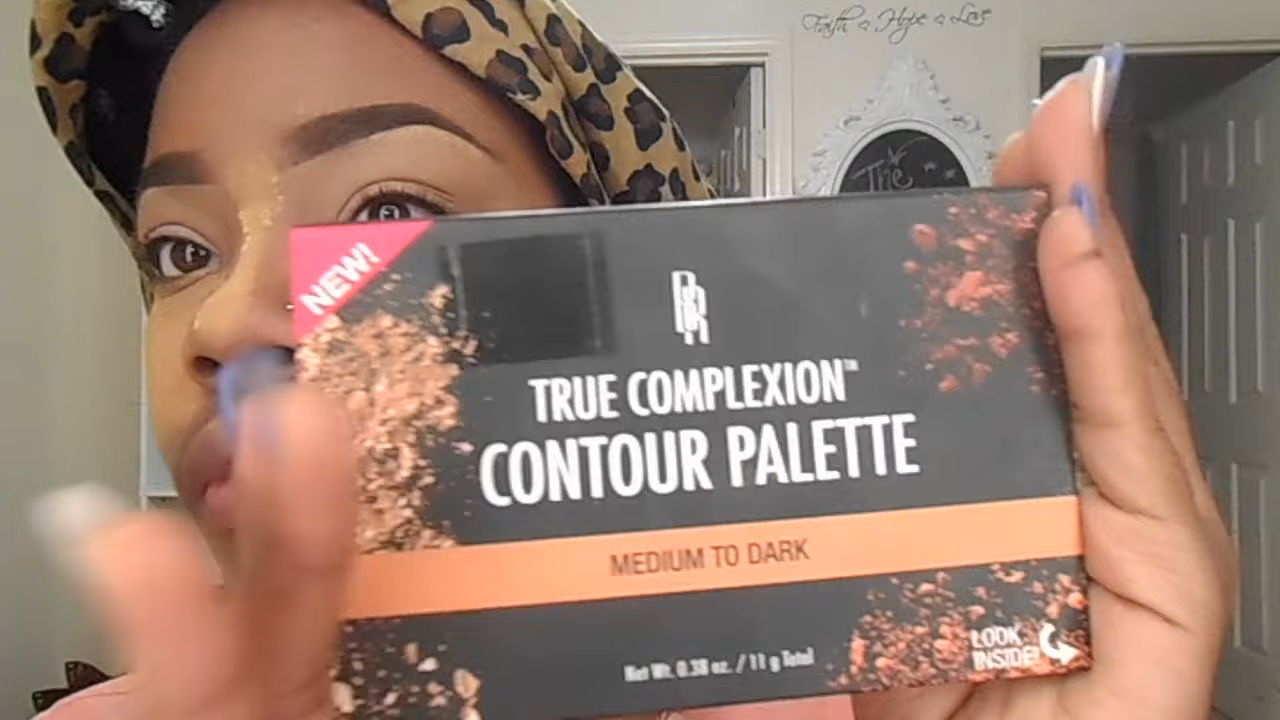 Faith & Hope & Love
The
NEW!
BR
TRUE COMPLEXION™
CONTOUR PALETTE
MEDIUM TO DARK
Net Wt. 0.38 oz. / 11 g Total
LOOK
INSIDE!